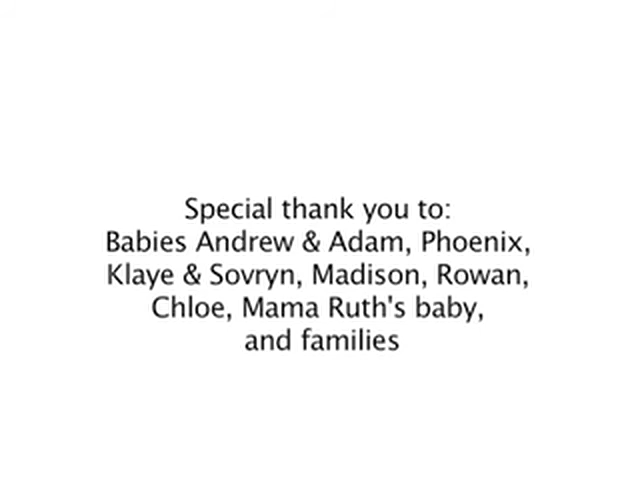 Special thank you to:
Babies Andrew & Adam, Phoenix,
Klaye & Sovryn, Madison, Rowan,
Chloe, Mama Ruth's baby,
and families